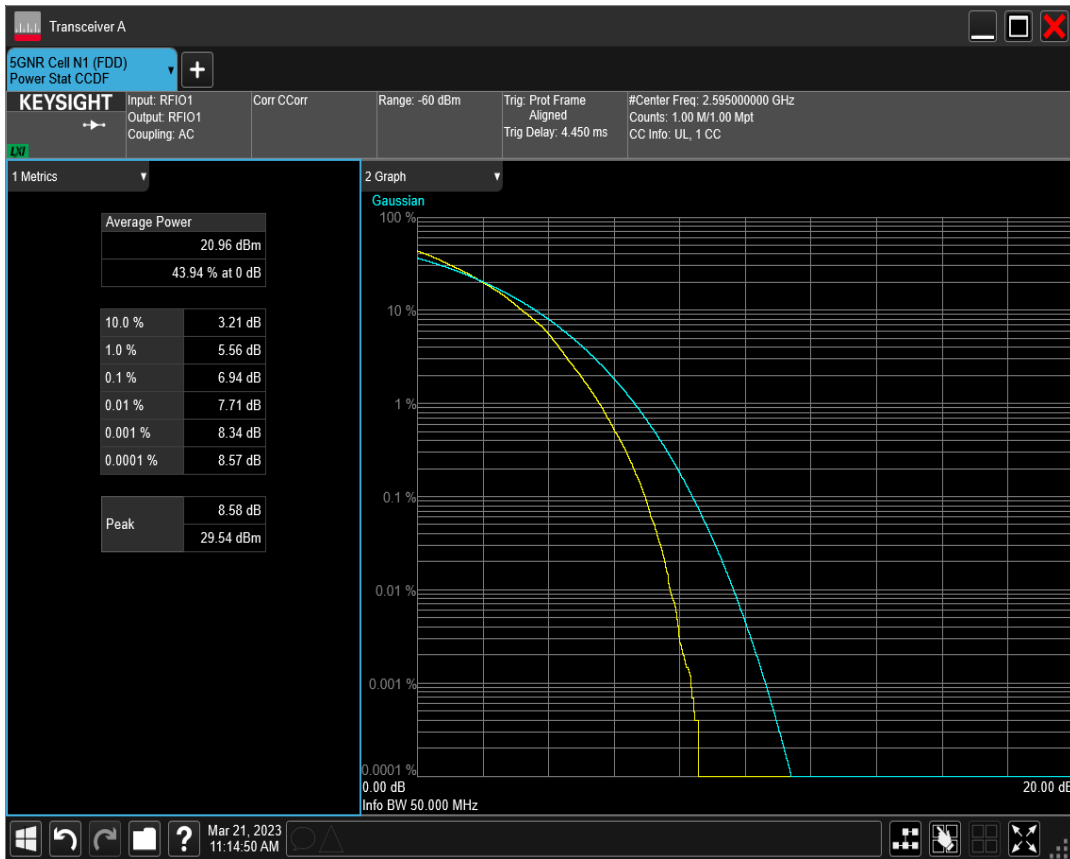 Transceiver A
5GNR Cell N1 (FDD)
Power Stat CCDF
KEYSIGHT
LXI
Input: RFIO1
Output: RFIO1
Coupling: AC
Corr CCorr
Range: -60 dBm
Trig: Prot Frame
Aligned
Trig Delay: 4.450 ms
#Center Freq: 2.595000000 GHz
Counts: 1.00 M/1.00 Mpt
CC Info: UL, 1 CC
1 Metrics
Average Power
20.96 dBm
43.94 % at 0 dB
10.0 % 3.21 dB
1.0 % 5.56 dB
0.1 % 6.94 dB
0.01 % 7.71 dB
0.001 % 8.34 dB
0.0001 % 8.57 dB
Peak
8.58 dB
29.54 dBm
2 Graph
Gaussian
100 %
10 %
1 %
0.1 %
0.01 %
0.001 %
0.0001 %
0.00 dB 20.00 dB
Info BW 50.000 MHz
?
Mar 21, 2023
11:14:50 AM